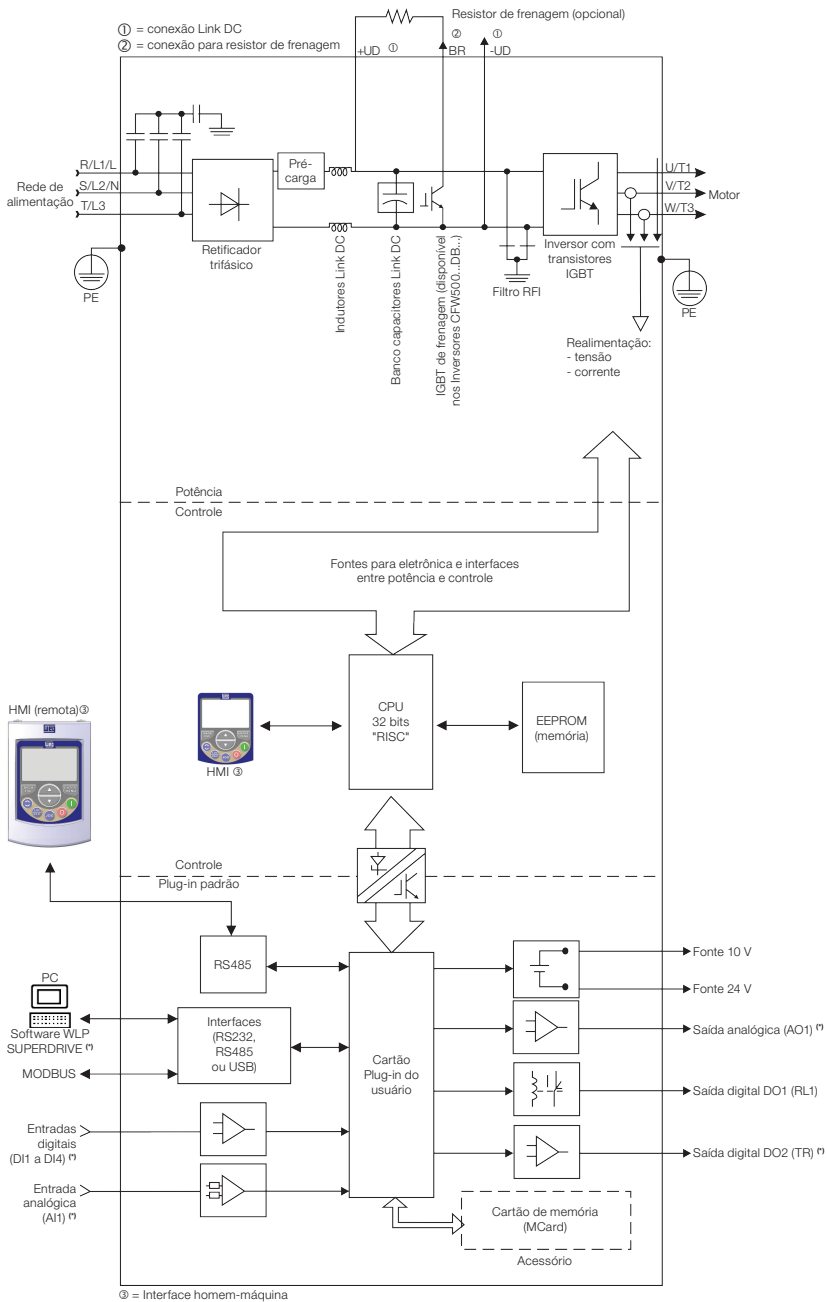 ① = conexão Link DC
② = conexão para resistor de frenagem
Resistor de frenagem (opcional)
+UD ①
② BR
① -UD
Rede de
alimentação
R/L1/L
S/L2/N
T/L3
PE
Retificador
trifásico
Pré-
carga
Indutores Link DC
Banco capacitores Link DC
IGBT de frenagem (disponível
nos Inversores CFW500...DB...)
Filtro RFI
Inversor com
transistores
IGBT
U/T1
V/T2
W/T3
Motor
PE
Realimentação:
- tensão
- corrente
Potência
Controle
Fontes para eletrônica e interfaces
entre potência e controle
HMI (remota)③
HMI ③
CPU
32 bits
"RISC"
EEPROM
(memória)
Controle
Plug-in padrão
RS485
PC
Software WLP
SUPERDRIVE (*)
MODBUS
Interfaces
(RS232,
RS485
ou USB)
Entradas
digitais
(DI1 a DI4) (*)
Entrada
analógica
(AI1) (*)
Cartão
Plug-in do
usuário
Fonte 10 V
Fonte 24 V
Saída analógica (AO1) (*)
Saída digital DO1 (RL1)
Saída digital DO2 (TR) (*)
Cartão de memória
(MCard)
Acessório
③ = Interface homem-máquina